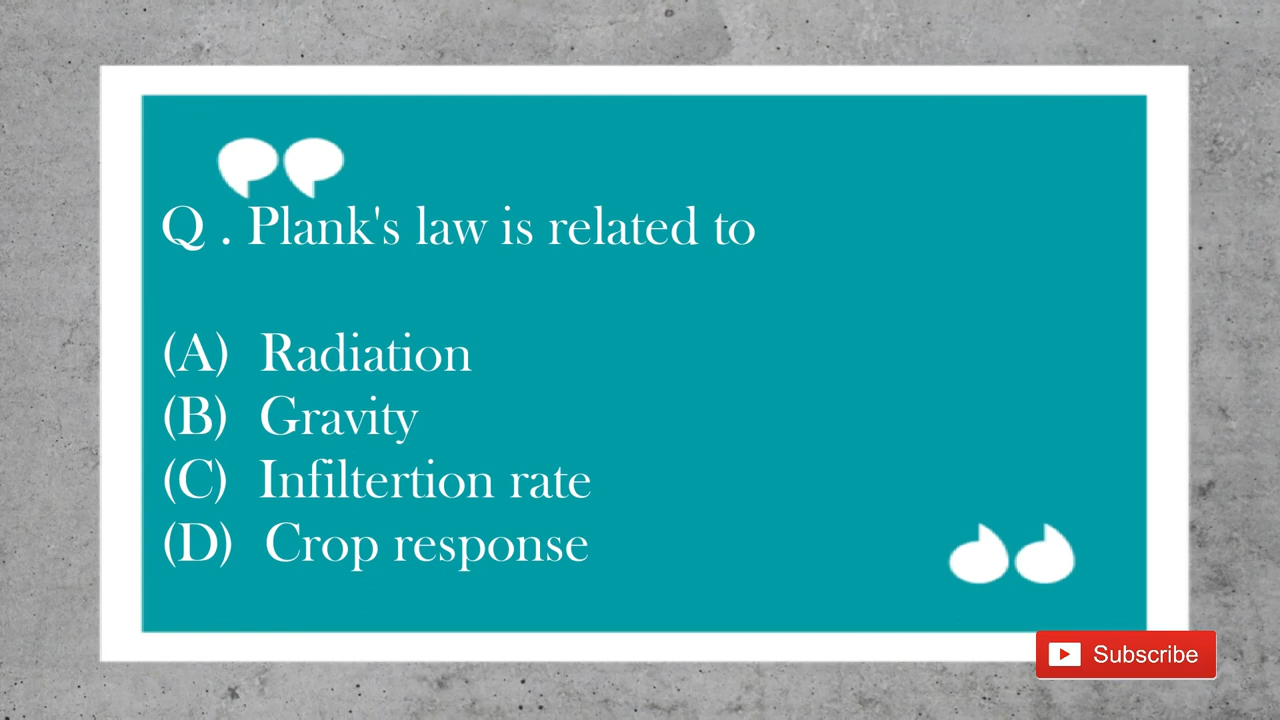 Q . Plank's law is related to
(A) Radiation
(B) Gravity
(C) Infiltertion rate
(D) Crop response
Subscribe